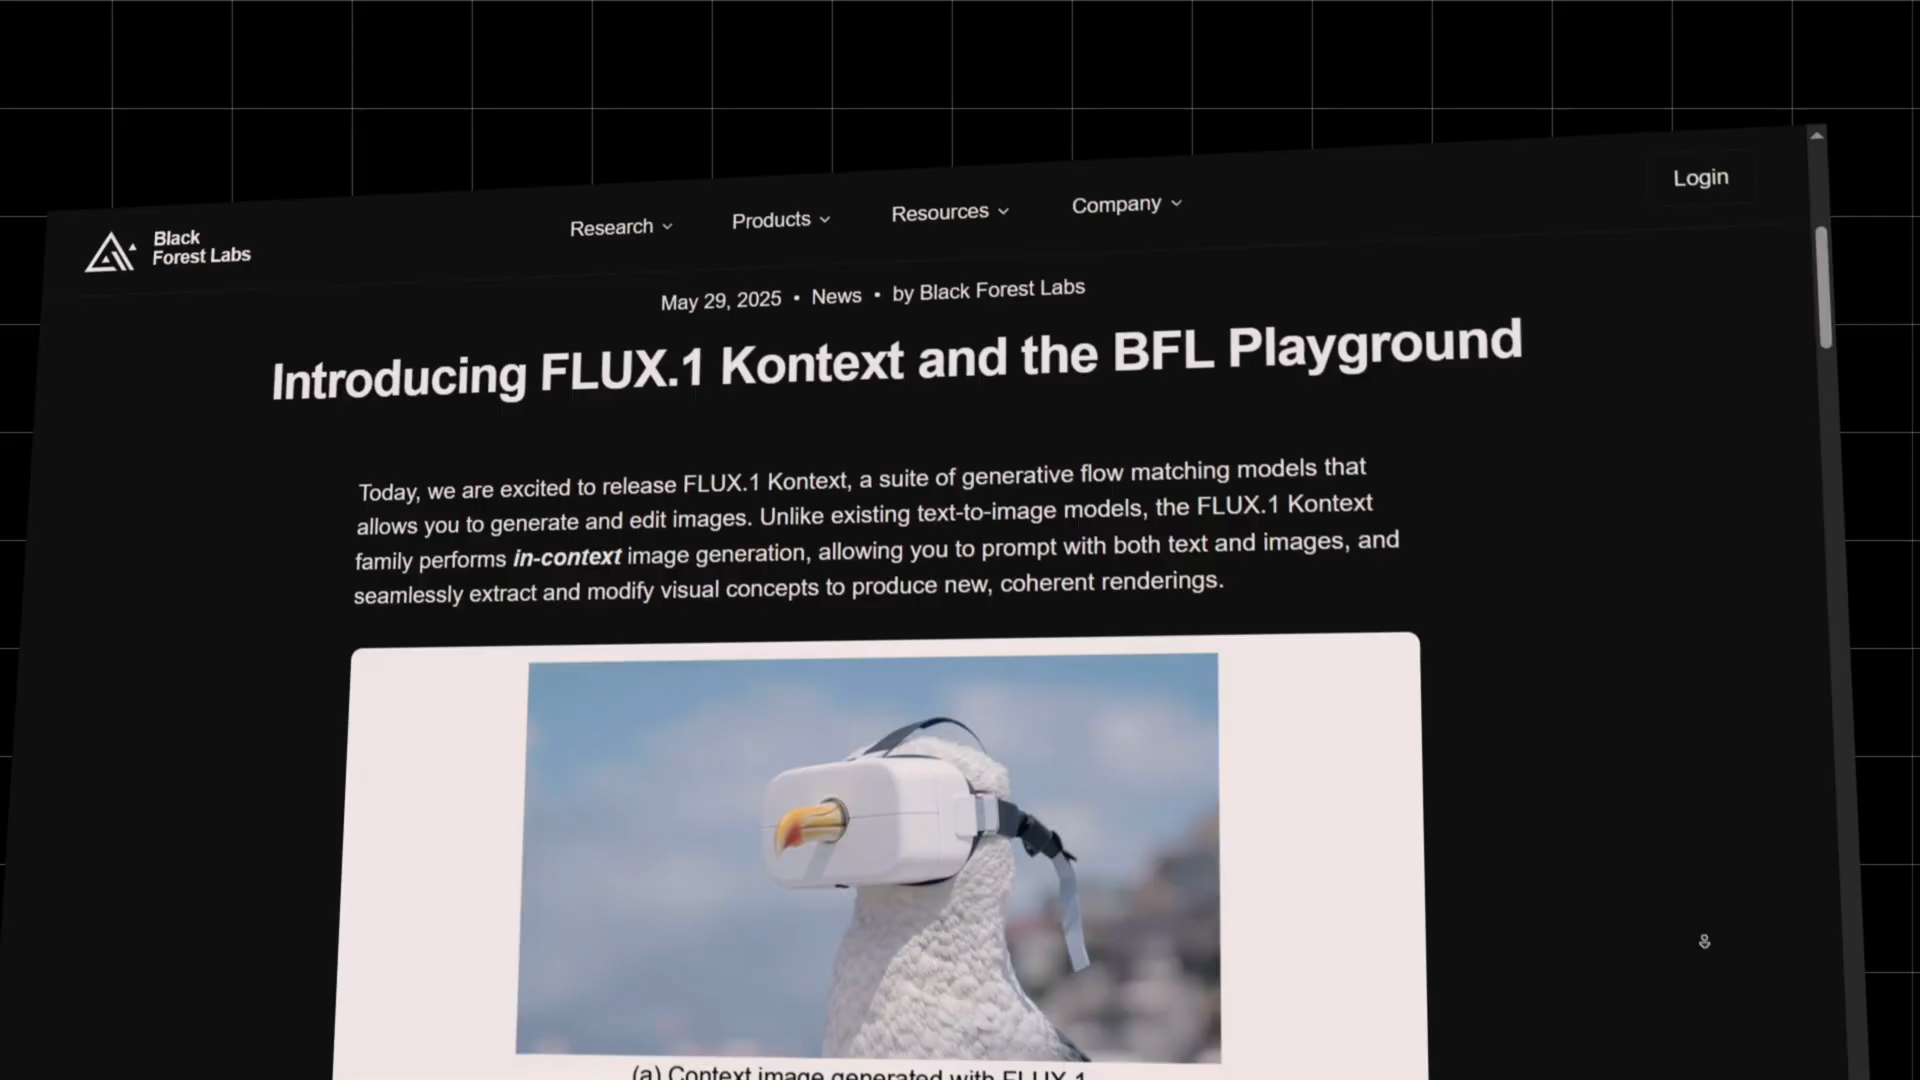 Black
Forest Labs
Research
Products
Resources
Company
Login
May 29, 2025 • News • by Black Forest Labs
Introducing FLUX.1 Kontext and the BFL Playground
Today, we are excited to release FLUX.1 Kontext, a suite of generative flow matching models that
allows you to generate and edit images. Unlike existing text-to-image models, the FLUX.1 Kontext
family performs in-context image generation, allowing you to prompt with both text and images, and
seamlessly extract and modify visual concepts to produce new, coherent renderings.
(a) Context image generated with FLUX.1